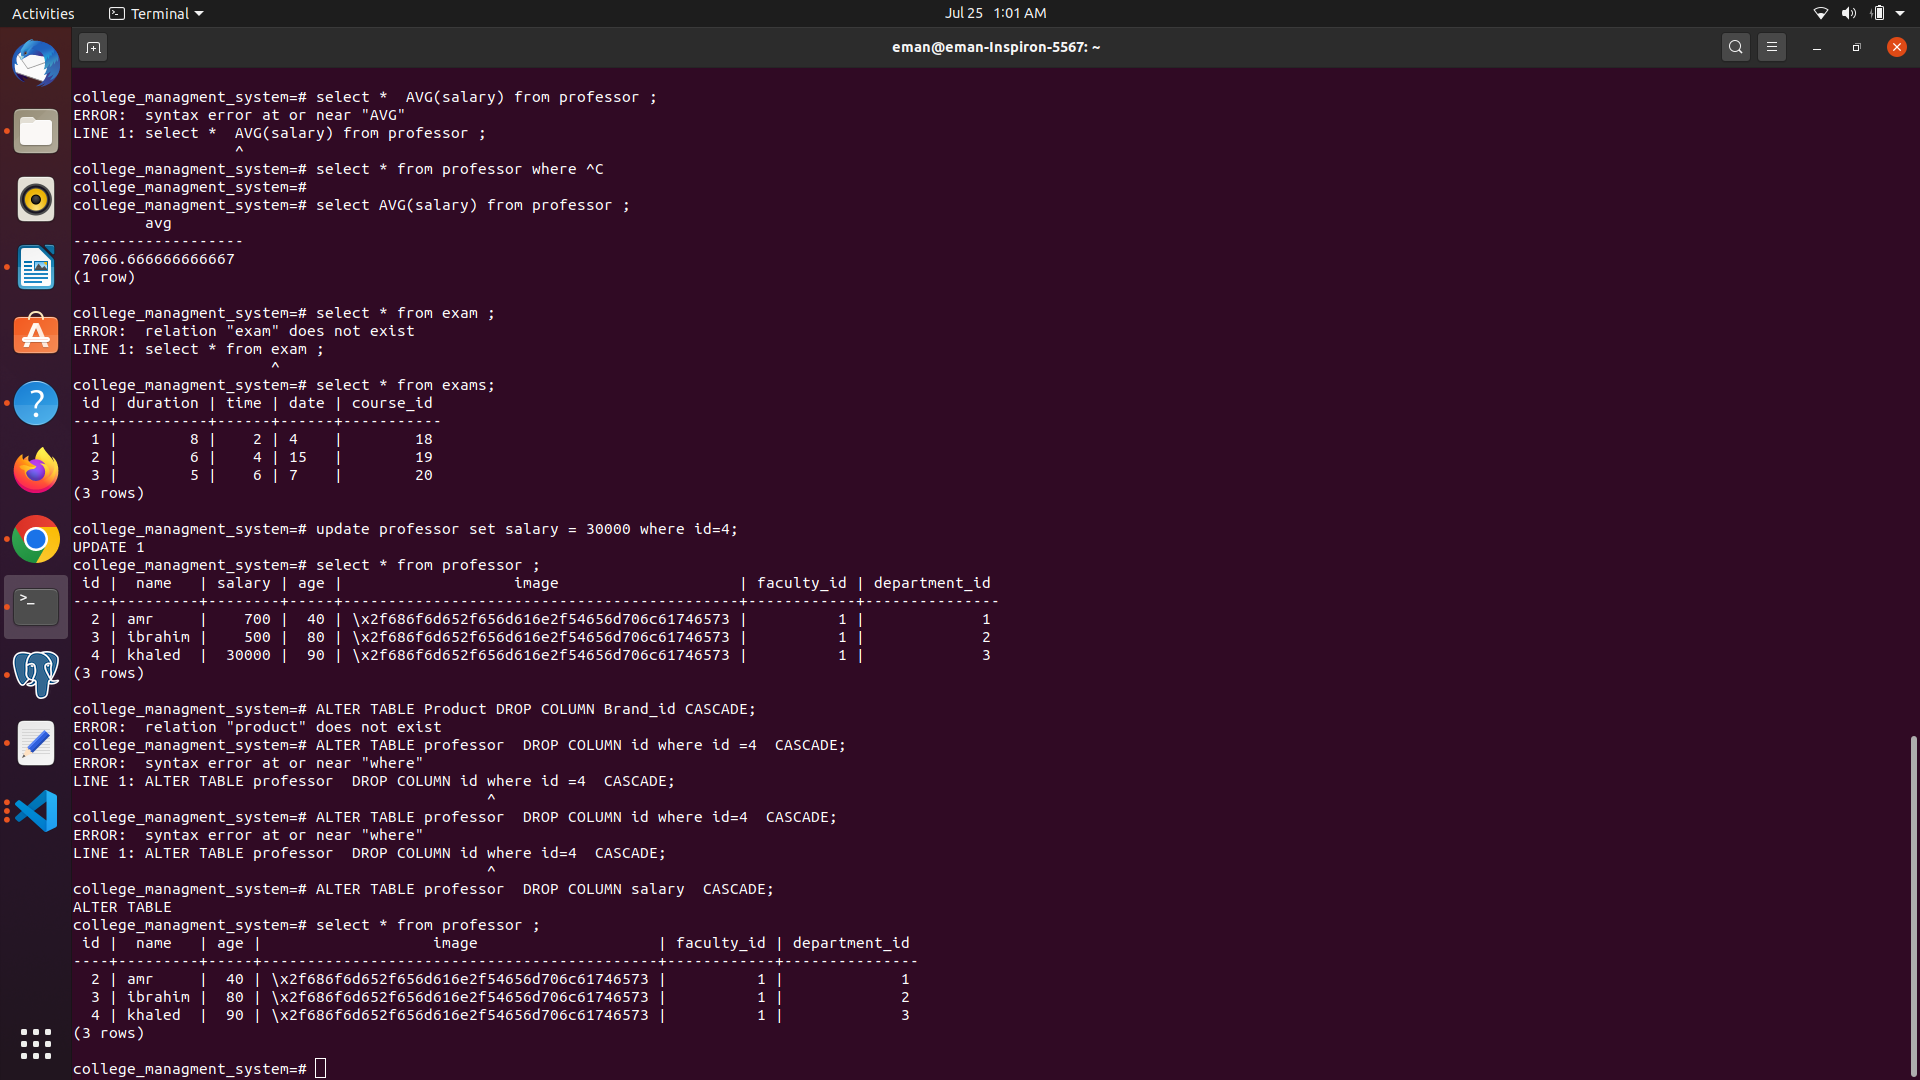 Activities
Terminal
Jul 25 1:01 AM
eman@eman-Inspiron-5567: ~
college_managment_system=# select *  AVG(salary) from professor ;
ERROR:  syntax error at or near "AVG"
LINE 1: select *  AVG(salary) from professor ;
                  ^
college_managment_system=# select * from professor where ^C
college_managment_system=#
college_managment_system=# select AVG(salary) from professor ;
        avg
-------------------
 7066.666666666667
(1 row)

college_managment_system=# select * from exam ;
ERROR:  relation "exam" does not exist
LINE 1: select * from exam ;
                      ^
college_managment_system=# select * from exams;
 id | duration | time | date | course_id
----+----------+------+------+-----------
  1 |        8 |    2 | 4    |        18
  2 |        6 |    4 | 15   |        19
  3 |        5 |    6 | 7    |        20
(3 rows)

college_managment_system=# update professor set salary = 30000 where id=4;
UPDATE 1
college_managment_system=# select * from professor ;
 id |  name   | salary | age |                   image                    | faculty_id | department_id
----+---------+--------+-----+--------------------------------------------+------------+---------------
  2 | amr     |    700 |  40 | \x2f686f6d652f656d616e2f54656d706c61746573 |          1 |             1
  3 | ibrahim |    500 |  80 | \x2f686f6d652f656d616e2f54656d706c61746573 |          1 |             2
  4 | khaled  |  30000 |  90 | \x2f686f6d652f656d616e2f54656d706c61746573 |          1 |             3
(3 rows)

college_managment_system=# ALTER TABLE Product DROP COLUMN Brand_id CASCADE;
ERROR:  relation "product" does not exist
college_managment_system=# ALTER TABLE professor  DROP COLUMN id where id =4  CASCADE;
ERROR:  syntax error at or near "where"
LINE 1: ALTER TABLE professor  DROP COLUMN id where id =4  CASCADE;
                                              ^
college_managment_system=# ALTER TABLE professor  DROP COLUMN id where id=4  CASCADE;
ERROR:  syntax error at or near "where"
LINE 1: ALTER TABLE professor  DROP COLUMN id where id=4  CASCADE;
                                              ^
college_managment_system=# ALTER TABLE professor  DROP COLUMN salary  CASCADE;
ALTER TABLE
college_managment_system=# select * from professor ;
 id |  name   | age |                   image                    | faculty_id | department_id
----+---------+-----+--------------------------------------------+------------+---------------
  2 | amr     |  40 | \x2f686f6d652f656d616e2f54656d706c61746573 |          1 |             1
  3 | ibrahim |  80 | \x2f686f6d652f656d616e2f54656d706c61746573 |          1 |             2
  4 | khaled  |  90 | \x2f686f6d652f656d616e2f54656d706c61746573 |          1 |             3
(3 rows)

college_managment_system=#